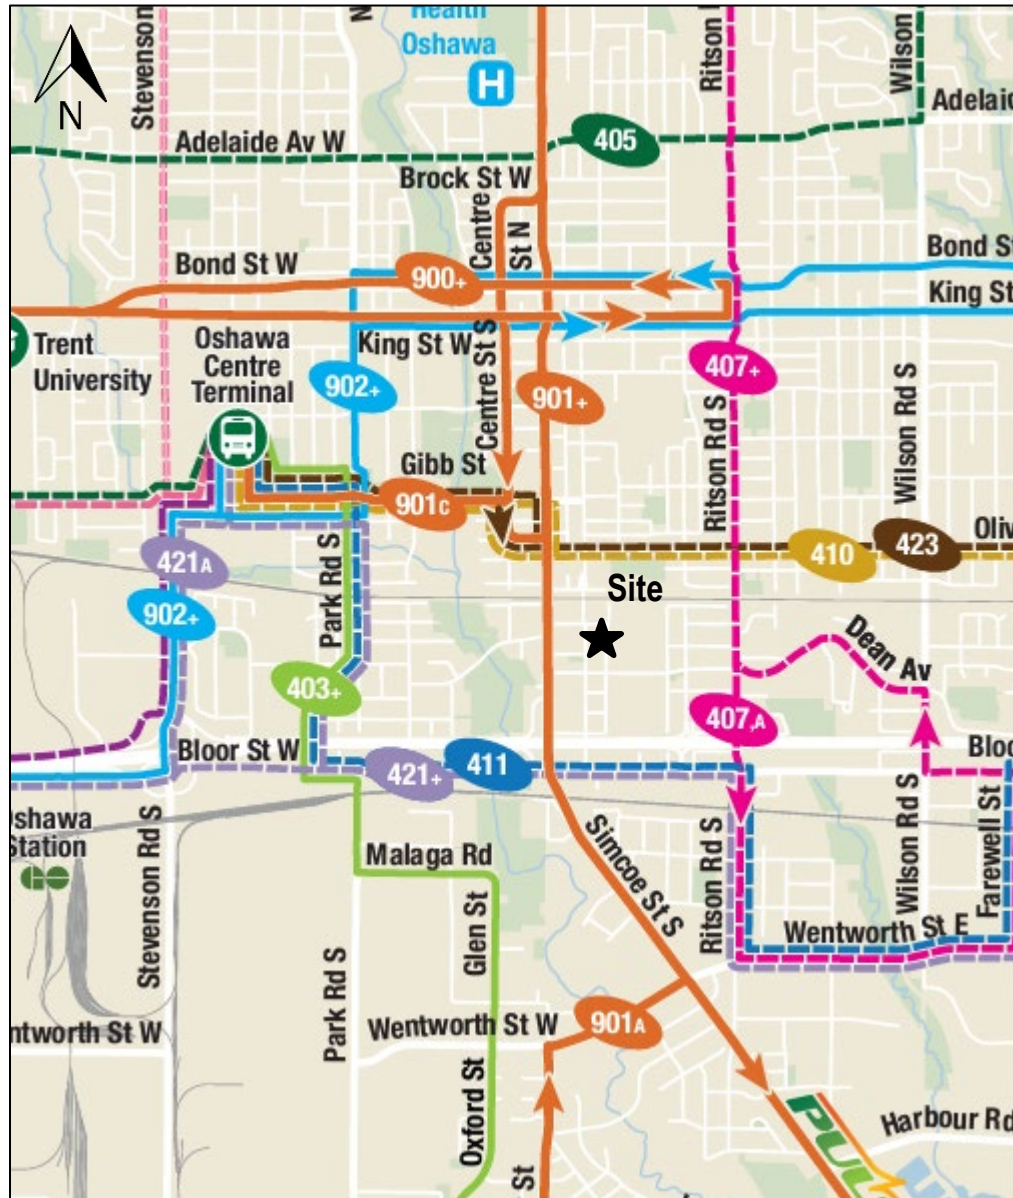 Health
Oshawa
H
N
Stevenson
N
Ritson
Wilson
Adelaide Av W
405
Adelaid
Brock St W
Centre
St N
Bond St W
900+
Bond St
King St
Trent
University
Oshawa
Centre
Terminal
King St W
Centre St S
902+
901+
407+
Ritson Rd S
Wilson Rd S
Gibb St
901C
Oliv
410
423
421A
902+
Park Rd S
Site
Dean Av
403+
407,A
Bloor St W
421+
411
Bloo
Oshawa
Station
Stevenson Rd S
Malaga Rd
Simcoe St S
Ritson Rd S
Wilson Rd S
Farewell St
Glen St
Wentworth St E
Park Rd S
ntworth St W
Wentworth St W
901A
Oxford St
St
PUL
Harbour Rd